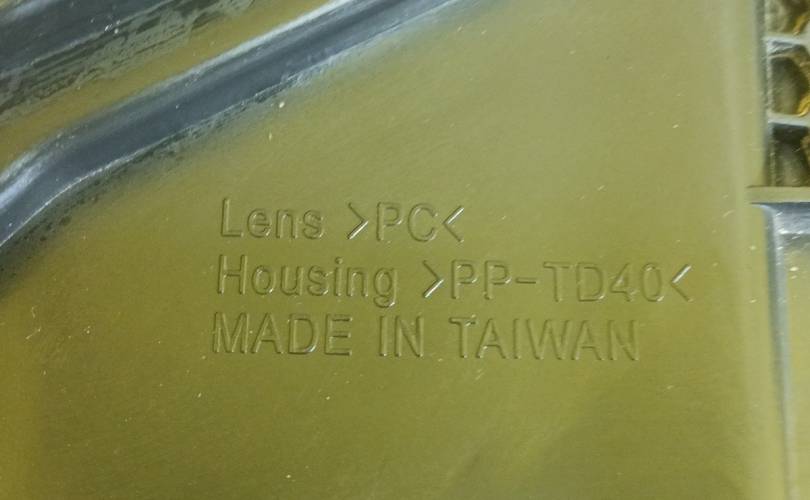 Lens >PC<
Housing >PP-TD40<
MADE IN TAIWAN